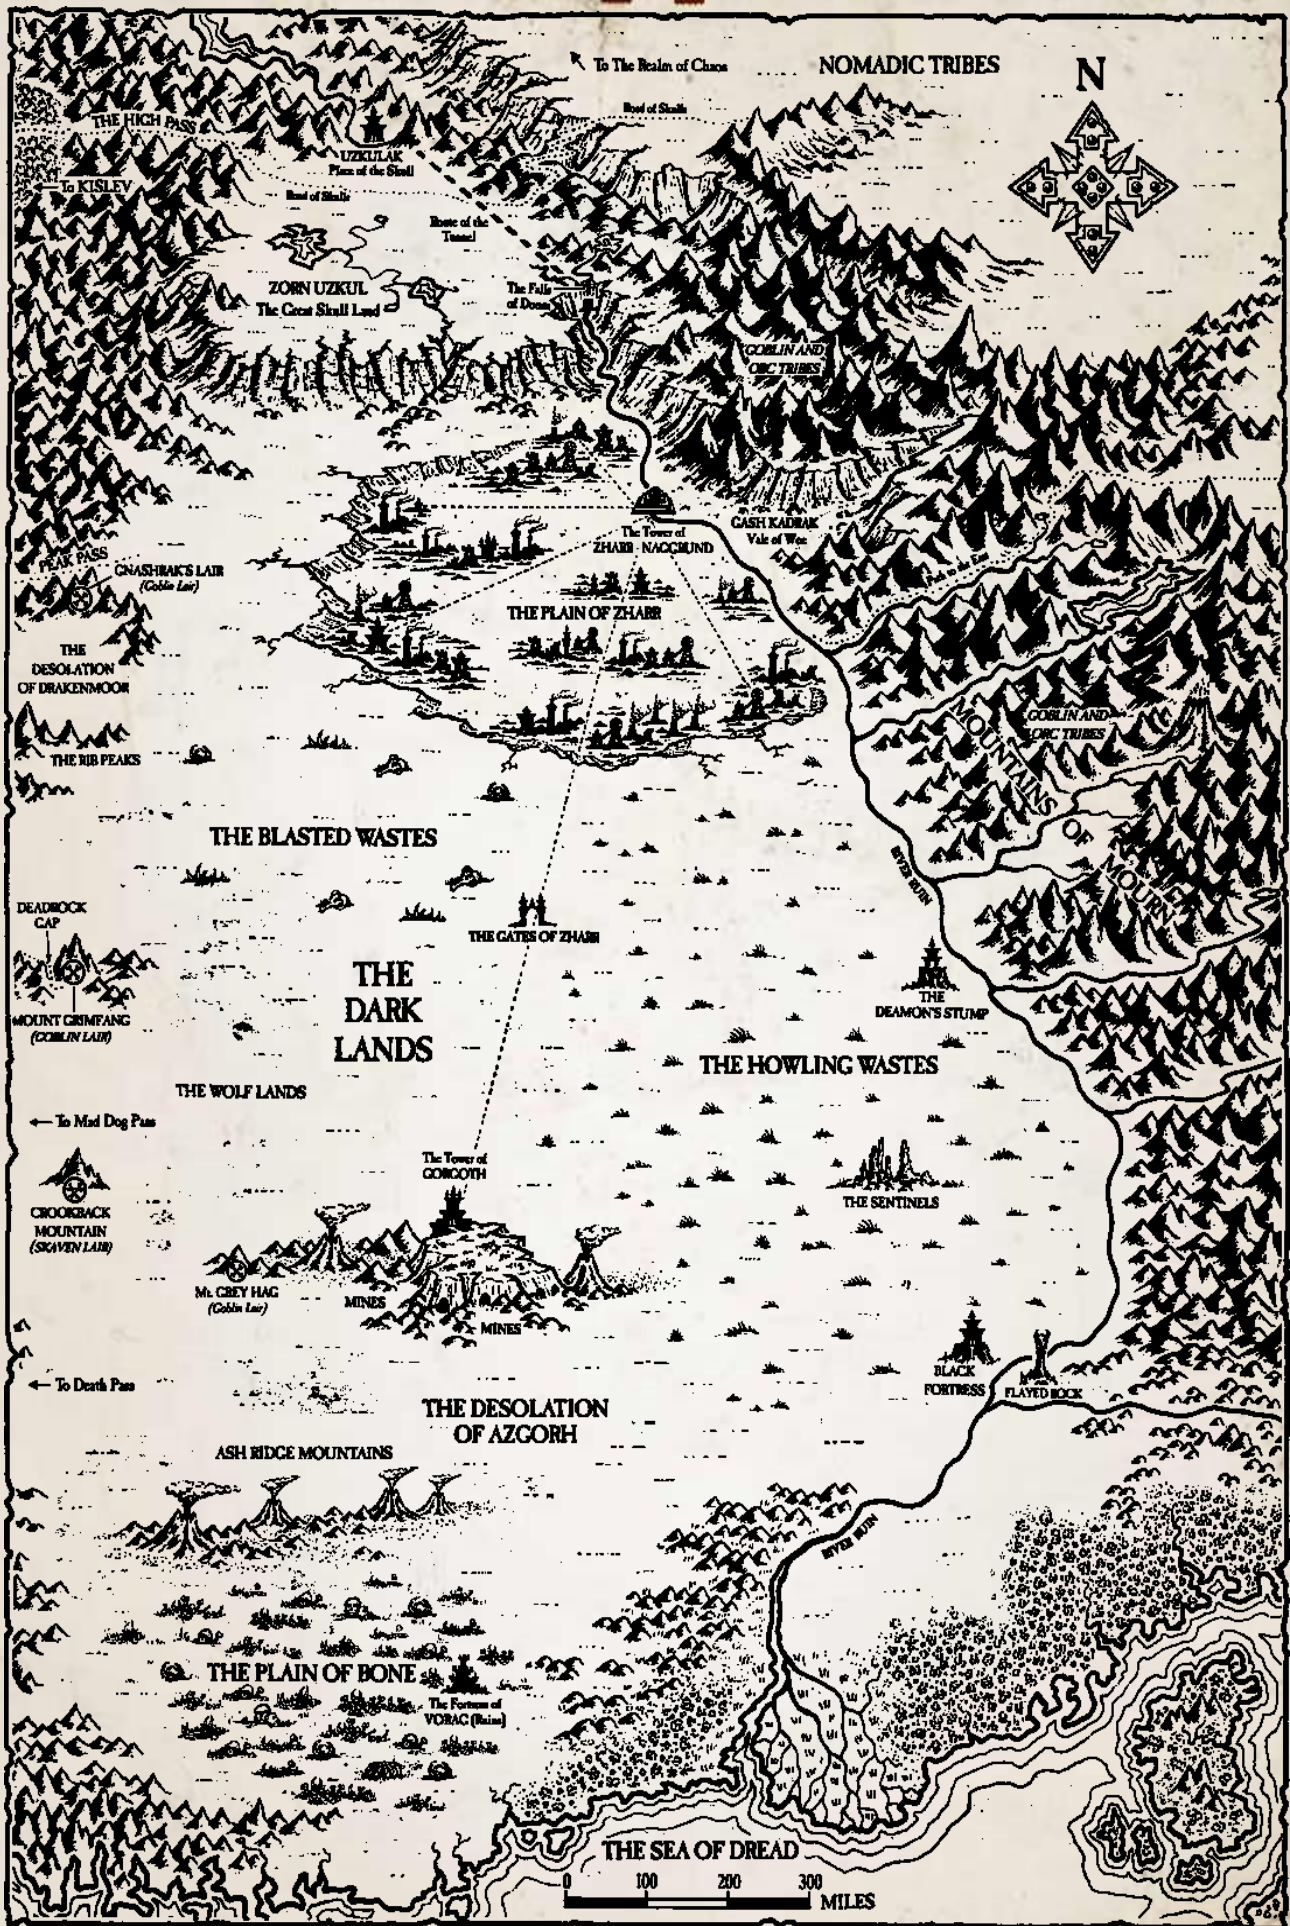 To The Realm of Chaos
NOMADIC TRIBES
N
Road of Skulls
THE HIGH PASS
UZKULAK
Place of the Skull
To KISLEV
Road of Skulls
Route of the
Tunnel
ZORN UZKUL
The Great Skull Land
The Falls
of Doom
GOBLIN AND
ORC TRIBES
The Tower of
ZHARR-NAGGRUND
GASH KADRAK
Vale of Woe
PEAK PASS
GNASHRAK'S LAIR
(Goblin Lair)
Path to the East
THE PLAIN OF ZHARR
THE
DESOLATION
OF DRAKENMOOR
THE RIB PEAKS
MOUNTAINS OF MOURN
GOBLIN AND
ORC TRIBES
THE BLASTED WASTES
RIVER RUIN
DEADROCK
GAP
THE GATES OF ZHARR
MOUNT GRIMFANG
(GOBLIN LAIR)
THE
DARK
LANDS
THE
DEAMON'S STUMP
THE HOWLING WASTES
THE WOLF LANDS
To Mad Dog Pass
The Tower of
GORGOTH
CROOKBACK
MOUNTAIN
(SKAVEN LAIR)
THE SENTINELS
Mt. GREY HAG
(Goblin Lair)
MINES
MINES
BLACK
FORTRESS
FLAYED ROCK
To Death Pass
THE DESOLATION
OF AZGORH
ASH RIDGE MOUNTAINS
RIVER RUIN
THE PLAIN OF BONE
The Fortress of
VORAG (Ruins)
THE SEA OF DREAD
0 100 200 300
MILES